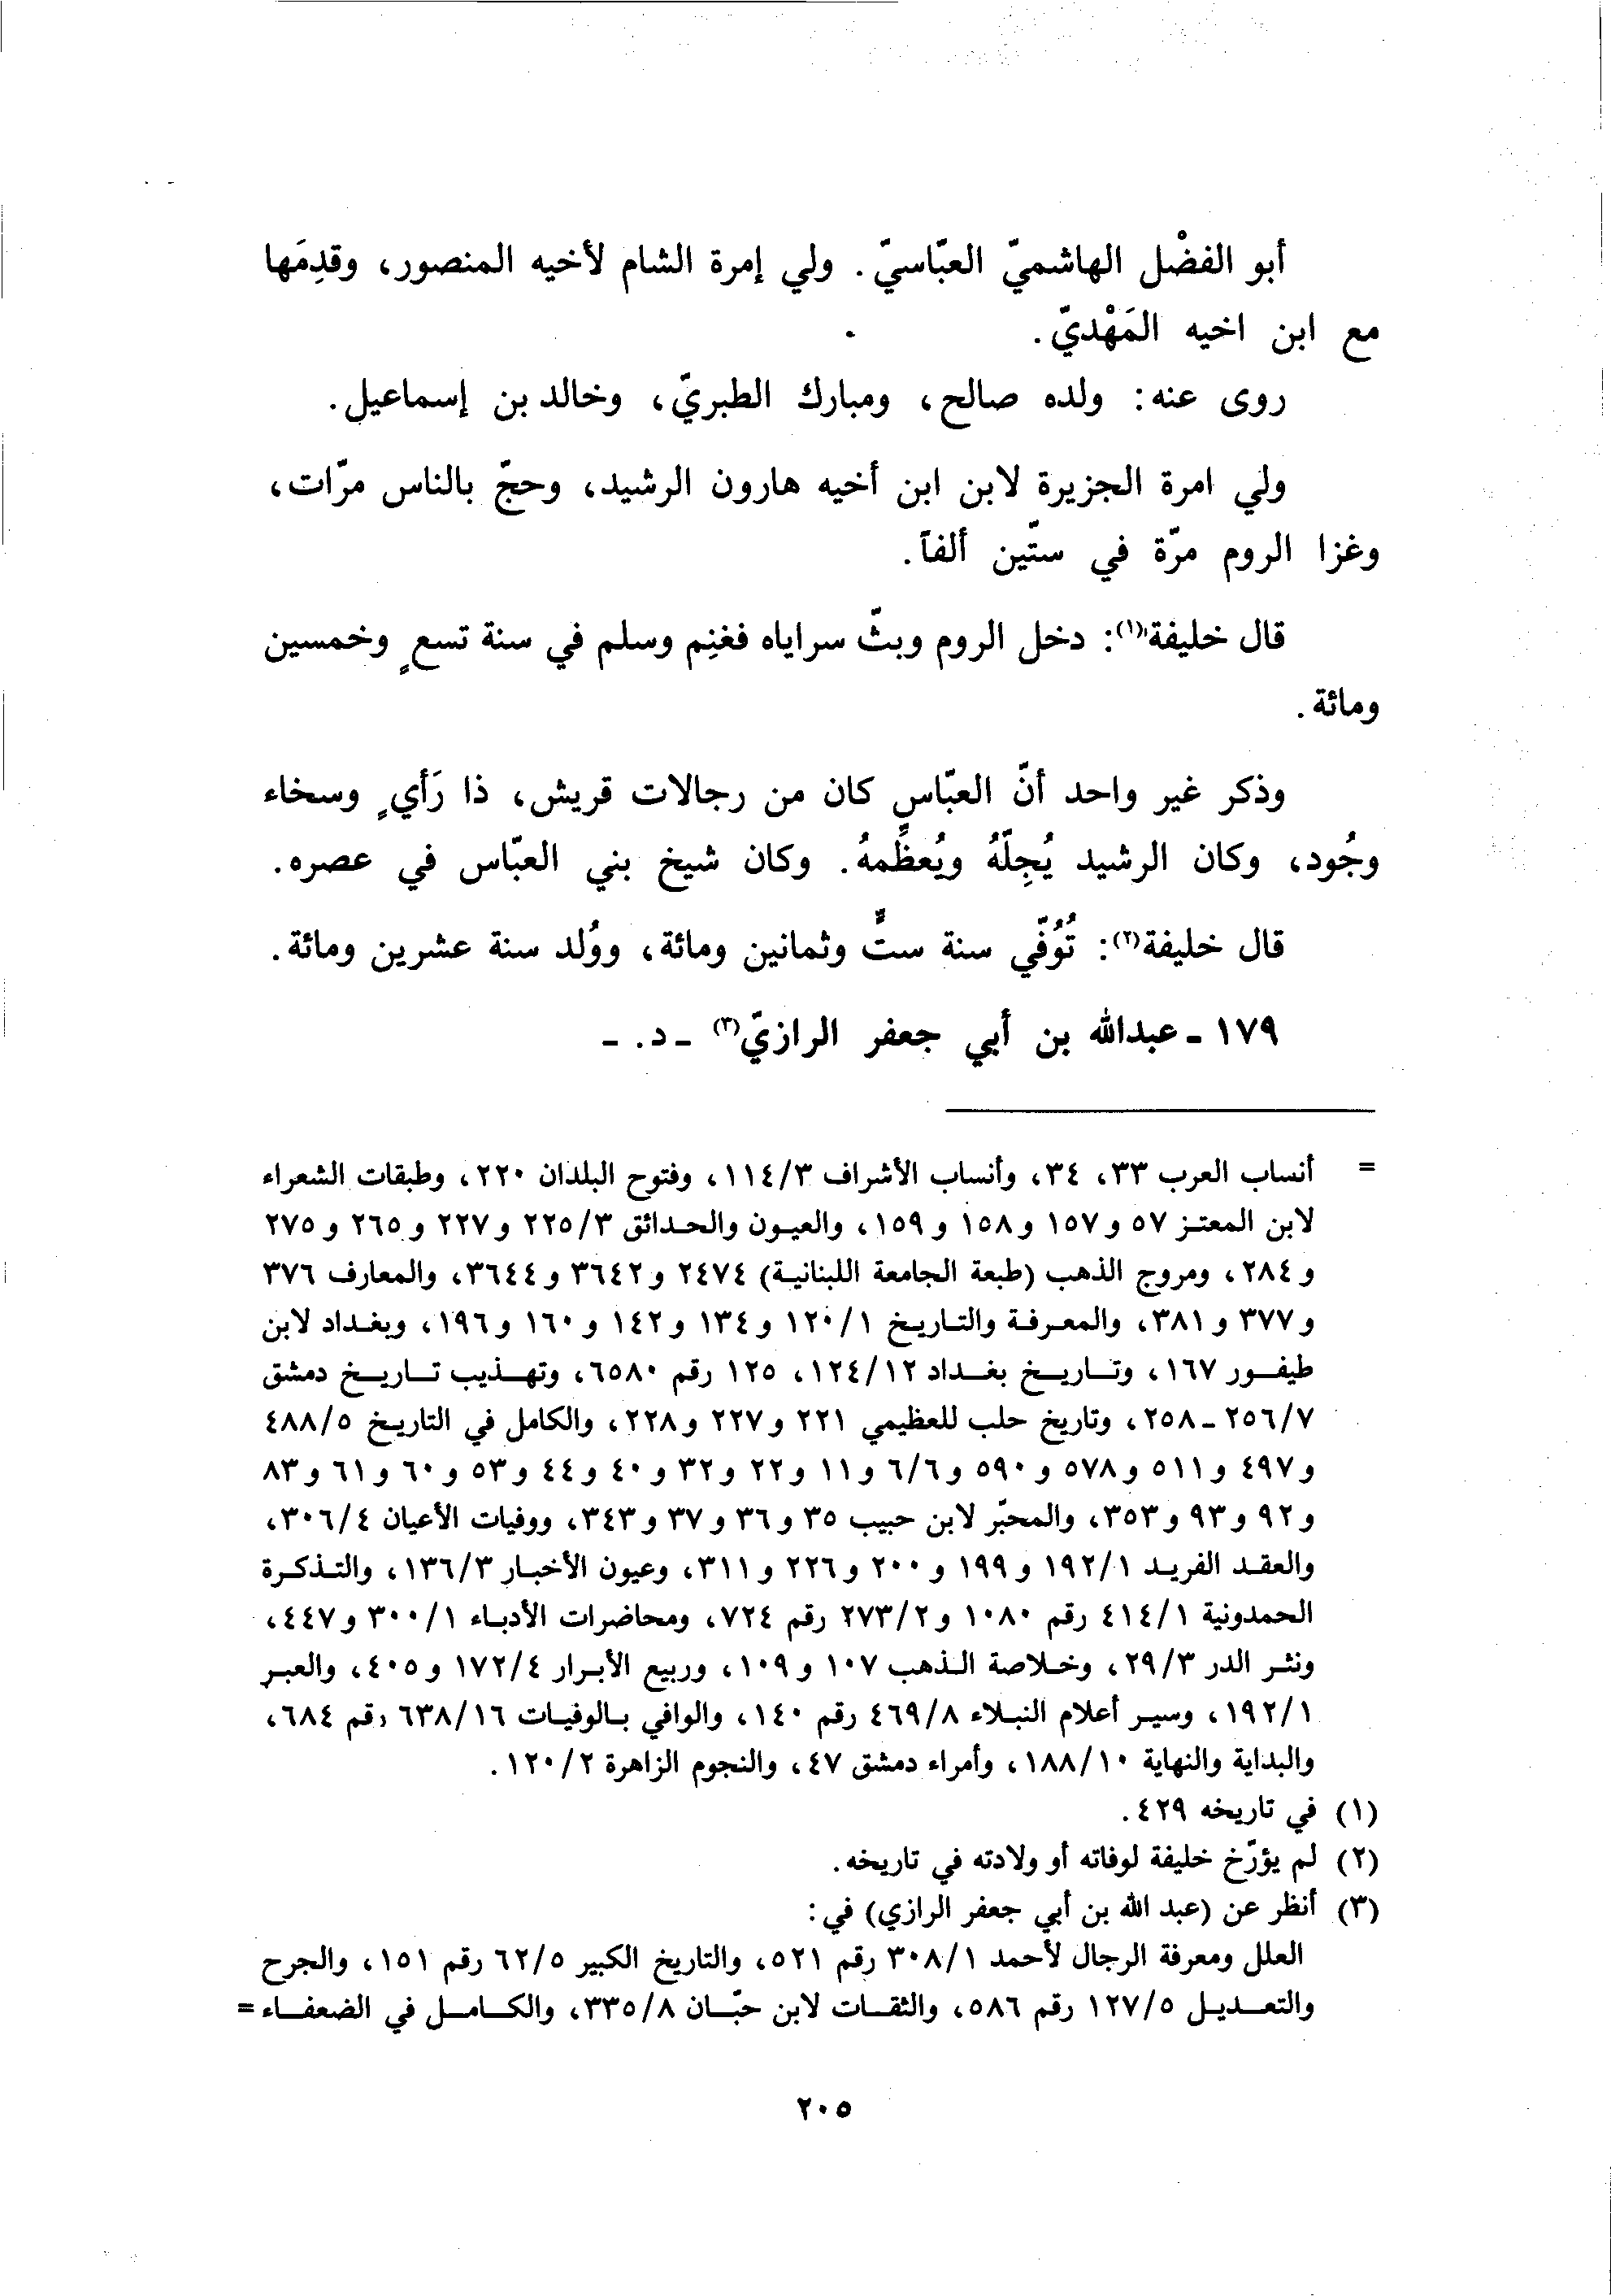 أبو الفضْل الهاشميّ العبّاسيّ. ولي إمرة الشام لأخيه المنصور، وقدِمَها
مع ابن اخيه المَهْديّ.
روى عنه: ولده صالح، ومبارك الطبريّ، وخالد بن إسماعيل.
ولي امرة الجزيرة لابن ابن أخيه هارون الرشيد، وحجّ بالناس مرّات،
وغزا الروم مرّة في ستّين ألفاً.
قال خليفة(١): دخل الروم وبثّ سراياه فغنِم وسلم في سنة تسعٍ وخمسين
ومائة.
وذكر غير واحد أنّ العبّاس كان من رجالات قريش، ذا رَأيٍ وسخاء
وجُود، وكان الرشيد يُجِلّهُ ويُعظِّمهُ. وكان شيخ بني العبّاس في عصره.
قال خليفة(٢): تُوُفّي سنة ستٍّ وثمانين ومائة، ووُلد سنة عشرين ومائة.
١٧٩ - عبدالله بن أبي جعفر الرازيّ(٣) - د. -
= أنساب العرب ٣٣، ٣٤، وأنساب الأشراف ١١٤/٣، وفتوح البلدان ٢٢٠، وطبقات الشعراء
لابن المعتز ٥٧ و١٥٧ و١٥٨ و١٥٩، والعيون والحدائق ٢٢٥/٣ و٢٢٧ و٢٦٥ و٢٧٥
و٢٨٤، ومروج الذهب (طبعة الجامعة اللبنانية) ٢٤٧٤ و٣٦٤٢ و٣٦٤٤، والمعارف ٣٧٦
و٣٧٧ و٣٨١، والمعرفة والتاريخ ١٢٠/١ و١٣٤ و١٤٢ و١٦٠ و١٩٦، وبغداد لابن
طيفور ١٦٧، وتاريخ بغداد ١٢٤/١٢، ١٢٥ رقم ٦٥٨٠، وتهذيب تاريخ دمشق
٢٥٦/٧ - ٢٥٨، وتاريخ حلب للعظيمي ٢٢١ و٢٢٧ و٢٢٨، والكامل في التاريخ ٤٨٨/٥
و٤٩٧ و٥١١ و٥٧٨ و٥٩٠ و٦/٦ و١١ و٢٢ و٣٢ و٤٠ و٤٤ و٥٣ و٦٠ و٦١ و٨٣
و٩٢ و٩٣ و٣٥٣، والمحبّر لابن حبيب ٣٥ و٣٦ و٣٧ و٣٤٣، ووفيات الأعيان ٣٠٦/٤،
والعقد الفريد ١٩٢/١ و١٩٩ و٢٠٠ و٢٢٦ و٣١١، وعيون الأخبار ١٣٦/٣، والتذكرة
الحمدونية ٤١٤/١ رقم ١٠٨٠ و٢٧٣/٢ رقم ٧٢٤، ومحاضرات الأدباء ٣٠٠/١ و٤٤٧،
ونثر الدر ٢٩/٣، وخلاصة الذهب ١٠٧ و١٠٩، وربيع الأبرار ١٧٢/٤ و٤٠٥، والعبر
١٩٢/١، وسير أعلام النبلاء ٤٦٩/٨ رقم ١٤٠، والوافي بالوفيات ٦٣٨/١٦ رقم ٦٨٤،
والبداية والنهاية ١٨٨/١٠، وأمراء دمشق ٤٧، والنجوم الزاهرة ١٢٠/٢.
(١) في تاريخه ٤٢٩.
(٢) لم يؤرّخ خليفة لوفاته أو ولادته في تاريخه.
(٣) أنظر عن (عبد الله بن أبي جعفر الرازي) في:
العلل ومعرفة الرجال لأحمد ٣٠٨/١ رقم ٥٢١، والتاريخ الكبير ٦٢/٥ رقم ١٥١، والجرح
والتعديل ١٢٧/٥ رقم ٥٨٦، والثقات لابن حبّان ٣٣٥/٨، والكامل في الضعفاء =
٢٠٥